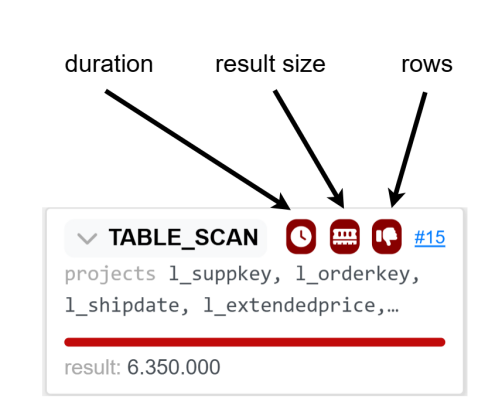 duration result size rows
TABLE_SCAN #15
projects l_suppkey, l_orderkey,
l_shipdate, l_extendedprice,…
result: 6.350.000